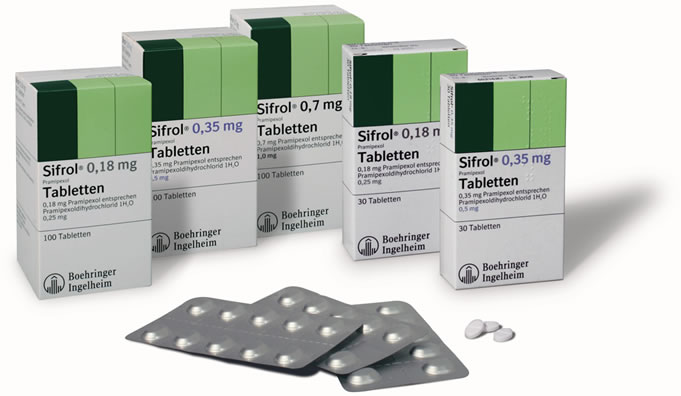 Sifrol® 0,18 mg
Pramipexol
Tabletten
0,18 mg Pramipexol entsprechen
Pramipexoldihydrochlorid 1H₂O
0,25 mg
100 Tabletten
Boehringer
Ingelheim
Sifrol® 0,35 mg
Tabletten
0,35 mg Pramipexol entsprechen
Pramipexoldihydrochlorid 1H₂O
0,5 mg
100 Tabletten
Sifrol® 0,7 mg
Pramipexol
Tabletten
0,7 mg Pramipexol entsprechen
Pramipexoldihydrochlorid 1H₂O
1,0 mg
100 Tabletten
Boehringer
Ingelheim
Sifrol® 0,18 mg
Pramipexol
Tabletten
0,18 mg Pramipexol entsprechen
Pramipexoldihydrochlorid 1H₂O
0,25 mg
30 Tabletten
Boehringer
Ingelheim
Sifrol® 0,35 mg
Pramipexol
Tabletten
0,35 mg Pramipexol entsprechen
Pramipexoldihydrochlorid 1H₂O
0,5 mg
30 Tabletten
Boehringer
Ingelheim